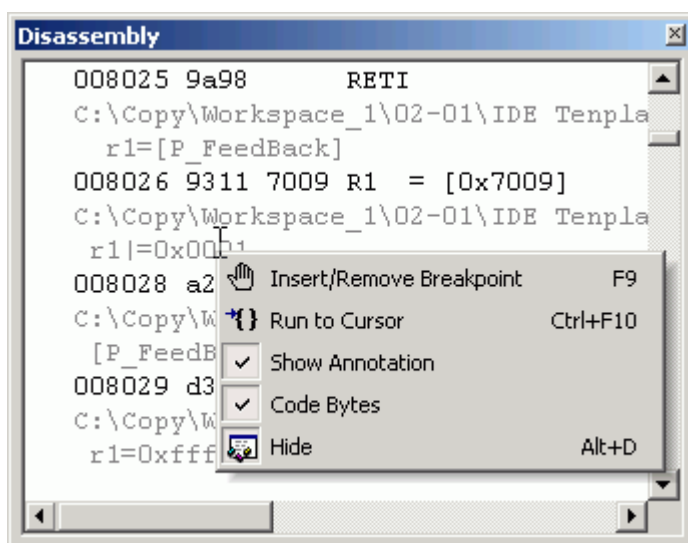 Disassembly
008025 9a98 RETI
C:\Copy\Workspace_1\02-01\IDE Tenpla
r1=[P_FeedBack]
008026 9311 7009 R1 = [0x7009]
C:\Copy\Workspace_1\02-01\IDE Tenpla
r1|=0x0001
008028 a2
C:\Copy\W
[P_FeedB
008029 d3
C:\Copy\W
r1=0xfff
Insert/Remove Breakpoint F9
Run to Cursor Ctrl+F10
Show Annotation
Code Bytes
Hide Alt+D